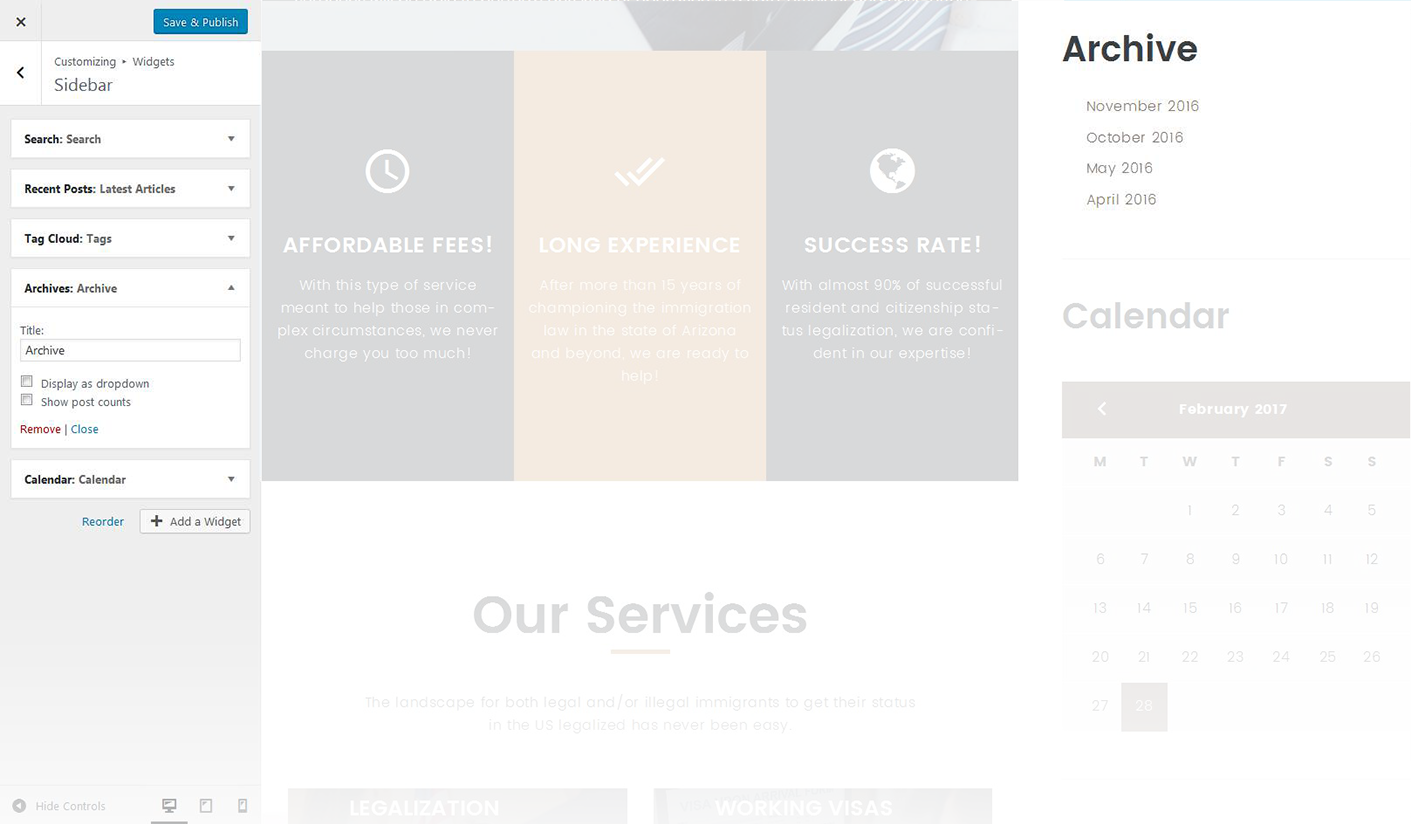 Save & Publish
Customizing ▸ Widgets
Sidebar
Search: Search
Recent Posts: Latest Articles
Tag Cloud: Tags
Archives: Archive
Title:
Archive
Display as dropdown
Show post counts
Remove | Close
Calendar: Calendar
Reorder
Add a Widget
Hide Controls
AFFORDABLE FEES!
With this type of service
meant to help those in com-
plex circumstances, we never
charge you too much!
LONG EXPERIENCE
After more than 15 years of
championing the immigration
law in the state of Arizona
and beyond, we are ready to
help!
SUCCESS RATE!
With almost 90% of successful
resident and citizenship sta-
tus legalization, we are confi-
dent in our expertise!
Our Services
The landscape for both legal and/or illegal immigrants to get their status
in the US legalized has never been easy.
LEGALIZATION
WORKING VISAS
Archive
November 2016
October 2016
May 2016
April 2016
Calendar
February 2017
M T W T F S S
1 2 3 4 5
6 7 8 9 10 11 12
13 14 15 16 17 18 19
20 21 22 23 24 25 26
27 28